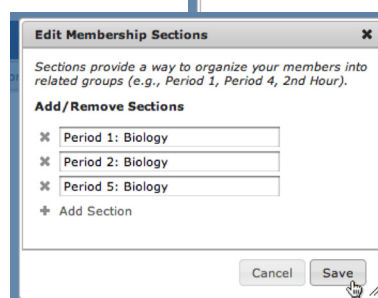 Edit Membership Sections
Sections provide a way to organize your members into
related groups (e.g., Period 1, Period 4, 2nd Hour).
Add/Remove Sections
Period 1: Biology
Period 2: Biology
Period 5: Biology
Add Section
Cancel Save